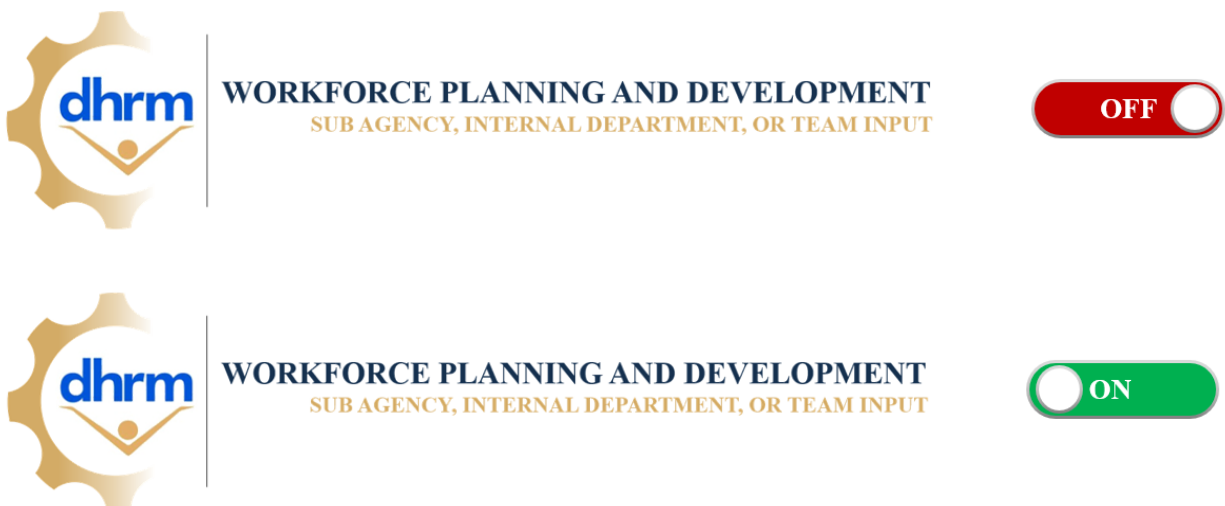 dhrm
WORKFORCE PLANNING AND DEVELOPMENT
SUB AGENCY, INTERNAL DEPARTMENT, OR TEAM INPUT
OFF
dhrm
WORKFORCE PLANNING AND DEVELOPMENT
SUB AGENCY, INTERNAL DEPARTMENT, OR TEAM INPUT
ON